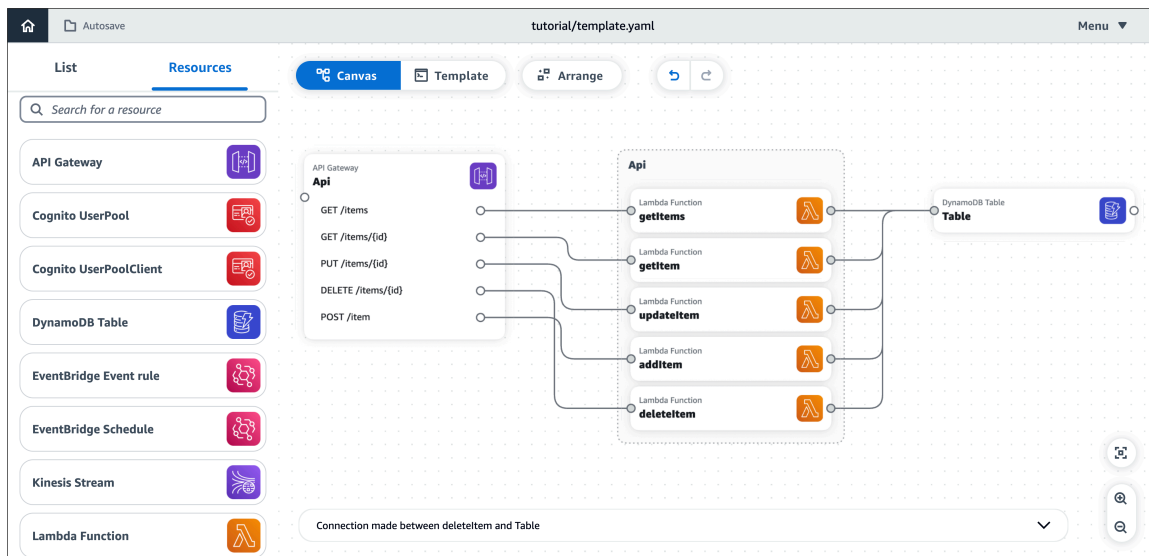 Autosave
tutorial/template.yaml
Menu
List
Resources
Search for a resource
API Gateway
Cognito UserPool
Cognito UserPoolClient
DynamoDB Table
EventBridge Event rule
EventBridge Schedule
Kinesis Stream
Lambda Function
Canvas
Template
Arrange
API Gateway
Api
GET /items
GET /items/{id}
PUT /items/{id}
DELETE /items/{id}
POST /item
Api
Lambda Function
getItems
Lambda Function
getItem
Lambda Function
updateItem
Lambda Function
addItem
Lambda Function
deleteItem
DynamoDB Table
Table
Connection made between deleteItem and Table